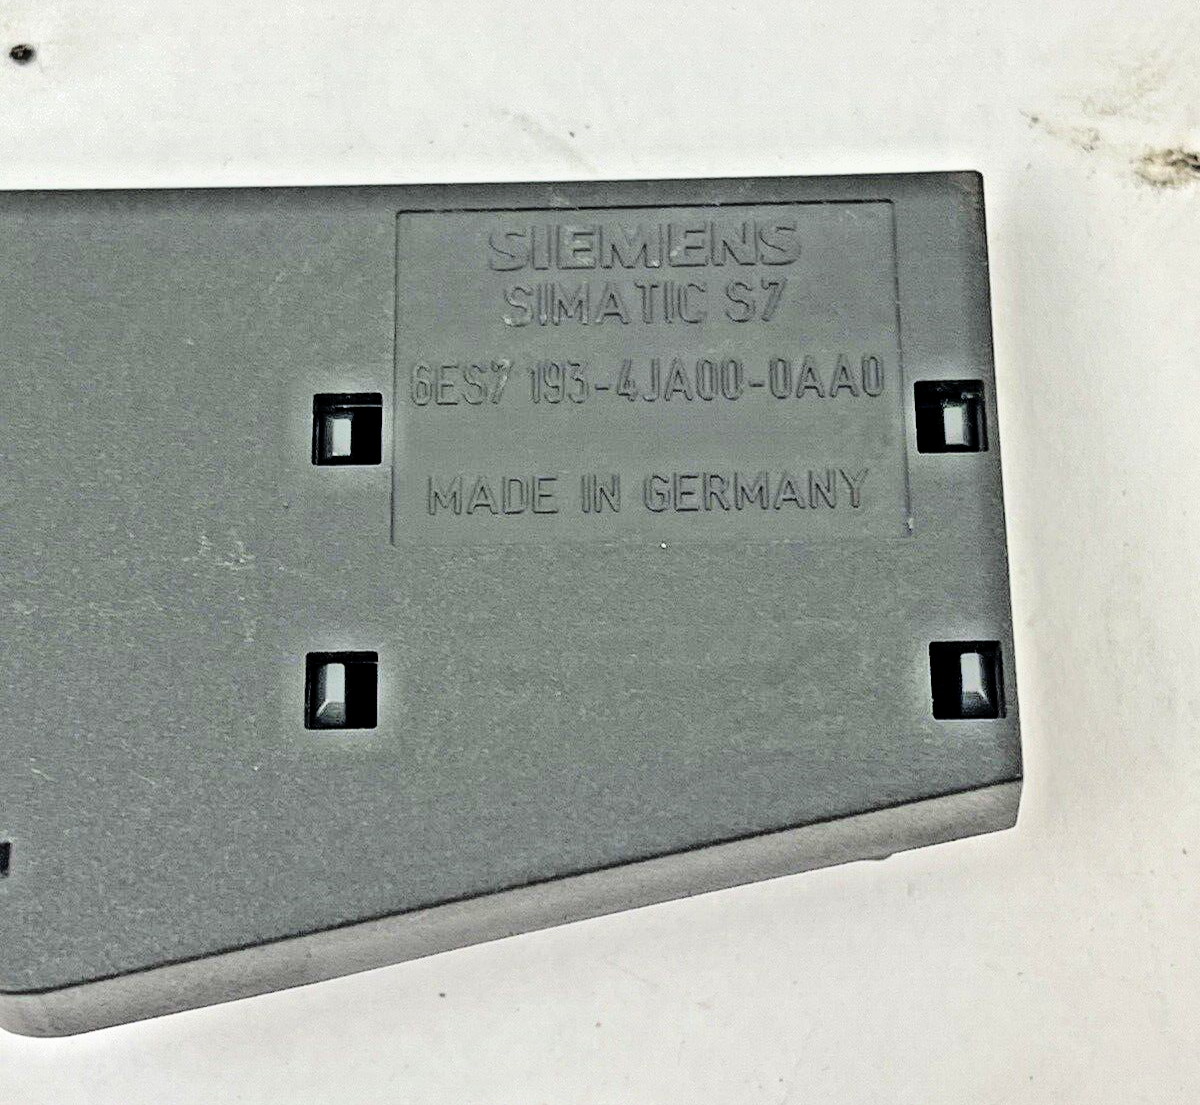 SIEMENS
SIMATIC S7
6ES7 193-4JA00-0AA0
MADE IN GERMANY